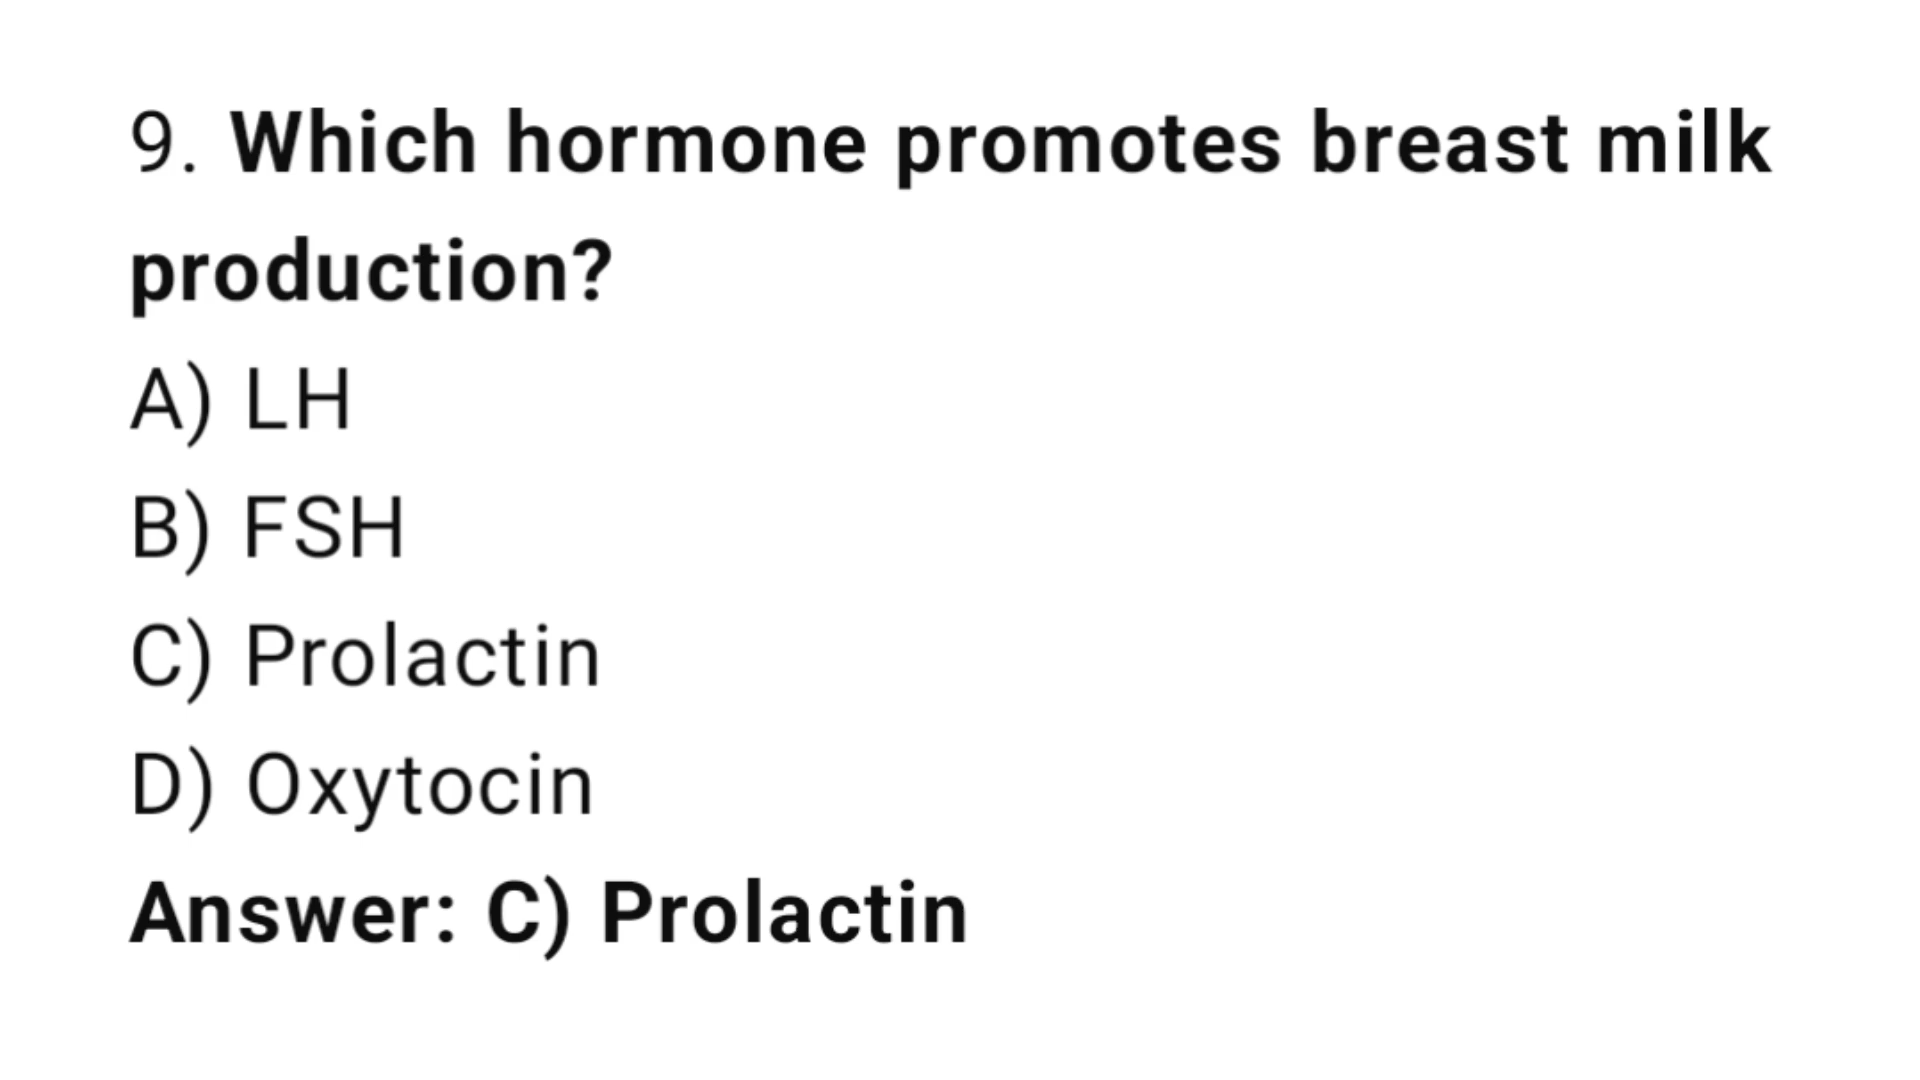 9. Which hormone promotes breast milk
production?
A) LH
B) FSH
C) Prolactin
D) Oxytocin
Answer: C) Prolactin